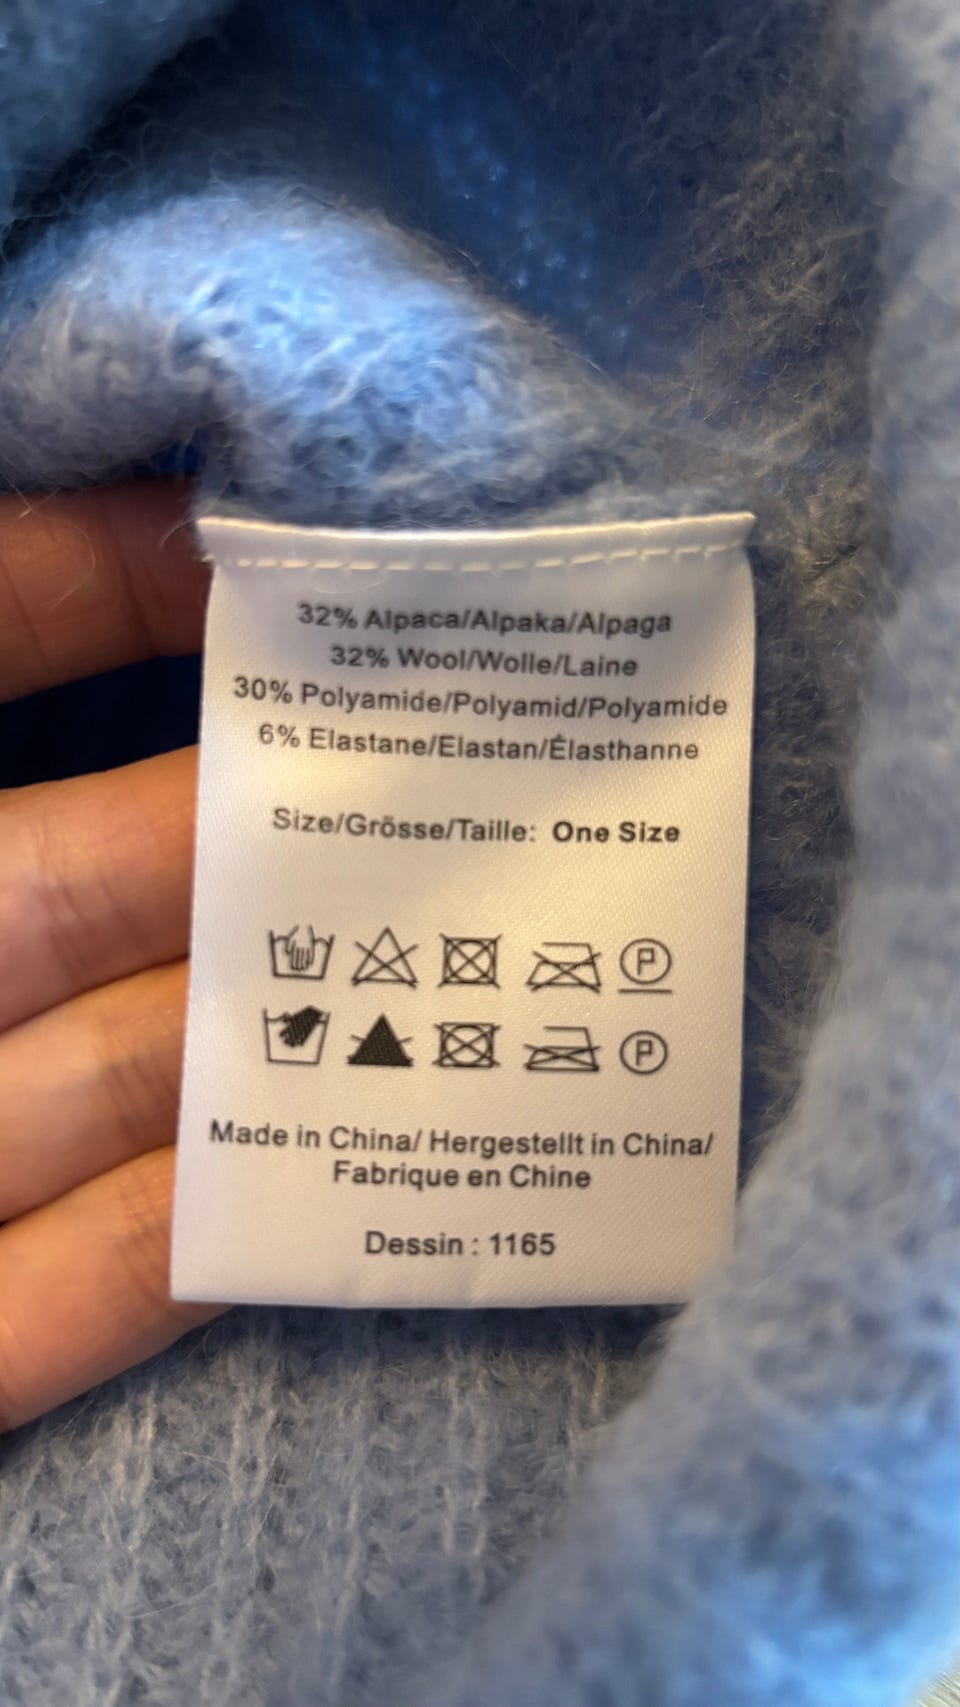 32% Alpaca/Alpaka/Alpaga
32% Wool/Wolle/Laine
30% Polyamide/Polyamid/Polyamide
6% Elastane/Elastan/Élasthanne
Size/Grösse/Taille: One Size
P
P
Made in China/ Hergestellt in China/
Fabrique en Chine
Dessin : 1165